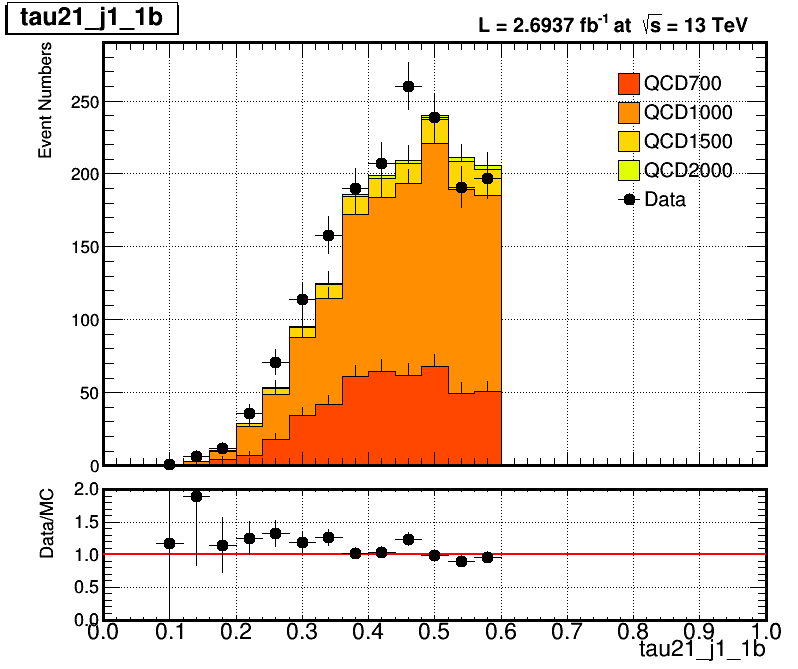 tau21_j1_1b
L = 2.6937 fb-1 at √s = 13 TeV
Event Numbers
250
200
150
100
50
0
QCD700
QCD1000
QCD1500
QCD2000
Data
Data/MC
2.0
1.5
1.0
0.5
0.0
0.0 0.1 0.2 0.3 0.4 0.5 0.6 0.7 0.8 0.9 1.0
tau21_j1_1b